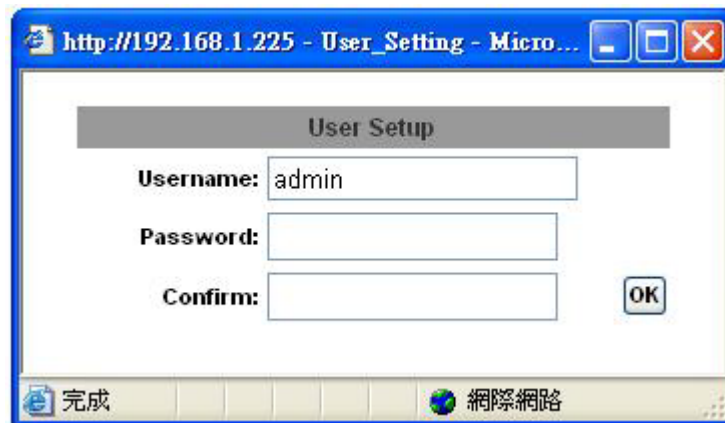 http://192.168.1.225 - User_Setting - Micro...
User Setup
Username: admin
Password:
Confirm:
OK
完成
網際網路